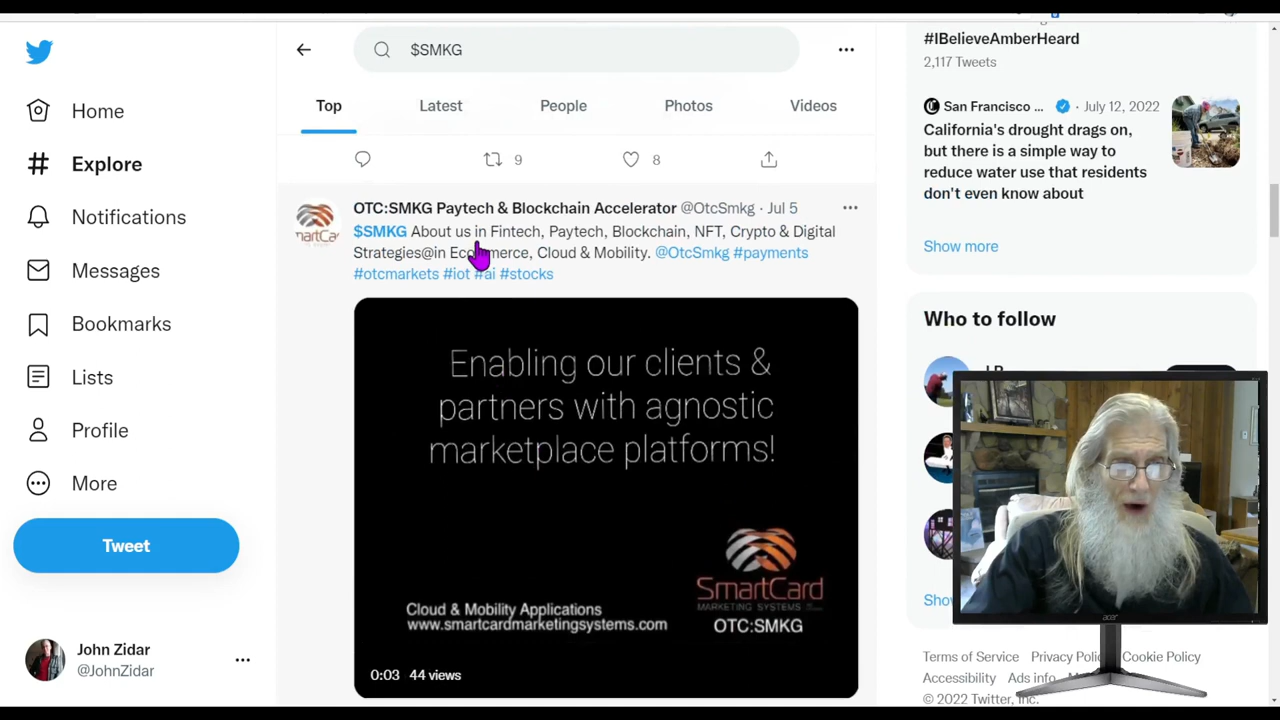 $SMKG
Home
Explore
Notifications
Messages
Bookmarks
Lists
Profile
More
Tweet
John Zidar
@JohnZidar
Top
Latest
People
Photos
Videos
9
8
OTC:SMKG Paytech & Blockchain Accelerator @OtcSmkg · Jul 5
$SMKG About us in Fintech, Paytech, Blockchain, NFT, Crypto & Digital
Strategies@in Ecommerce, Cloud & Mobility. @OtcSmkg #payments
#otcmarkets #iot #ai #stocks
Enabling our clients &
partners with agnostic
marketplace platforms!
SmartCard
MARKETING SYSTEMS
OTC:SMKG
Cloud & Mobility Applications
www.smartcardmarketingsystems.com
0:03 44 views
#IBelieveAmberHeard
2,117 Tweets
San Francisco ... · July 12, 2022
California's drought drags on,
but there is a simple way to
reduce water use that residents
don't even know about
Show more
Who to follow
acer
Terms of Service Privacy Cookie Policy
Accessibility Ads info
© 2022 Twitter, Inc.